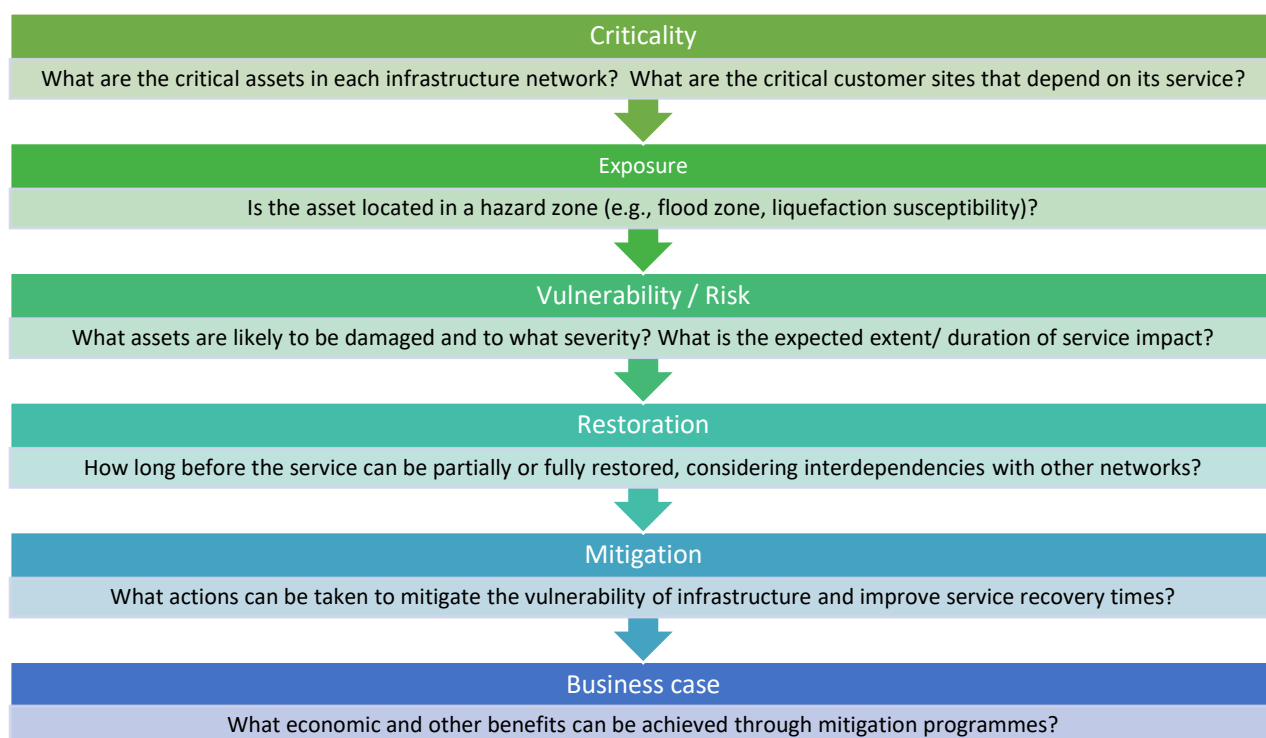 Criticality
What are the critical assets in each infrastructure network? What are the critical customer sites that depend on its service?
Exposure
Is the asset located in a hazard zone (e.g., flood zone, liquefaction susceptibility)?
Vulnerability / Risk
What assets are likely to be damaged and to what severity? What is the expected extent/ duration of service impact?
Restoration
How long before the service can be partially or fully restored, considering interdependencies with other networks?
Mitigation
What actions can be taken to mitigate the vulnerability of infrastructure and improve service recovery times?
Business case
What economic and other benefits can be achieved through mitigation programmes?